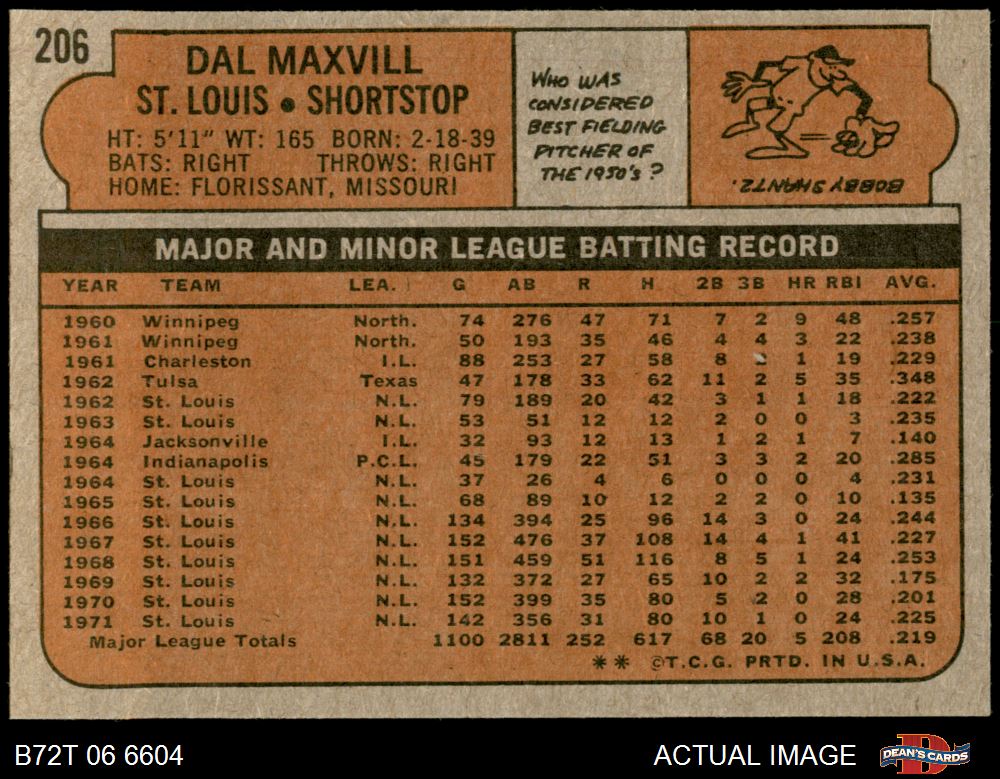 206
DAL MAXVILL
ST. LOUIS • SHORTSTOP
HT: 5'11" WT: 165 BORN: 2-18-39
BATS: RIGHT THROWS: RIGHT
HOME: FLORISSANT, MISSOURI
WHO WAS
CONSIDERED
BEST FIELDING
PITCHER OF
THE 1950's?
BOBBY SHANTZ.
MAJOR AND MINOR LEAGUE BATTING RECORD
YEAR TEAM LEA. G AB R H 2B 3B HR RBI AVG.
1960 Winnipeg North. 74 276 47 71 7 2 9 48 .257
1961 Winnipeg North. 50 193 35 46 4 4 3 22 .238
1961 Charleston I.L. 88 253 27 58 8 2 1 19 .229
1962 Tulsa Texas 47 178 33 62 11 2 5 35 .348
1962 St. Louis N.L. 79 189 20 42 3 1 1 18 .222
1963 St. Louis N.L. 53 51 12 12 2 0 0 3 .235
1964 Jacksonville I.L. 32 93 12 13 1 2 1 7 .140
1964 Indianapolis P.C.L. 45 179 22 51 3 3 2 20 .285
1964 St. Louis N.L. 37 26 4 6 0 0 0 4 .231
1965 St. Louis N.L. 68 89 10 12 2 2 0 10 .135
1966 St. Louis N.L. 134 394 25 96 14 3 0 24 .244
1967 St. Louis N.L. 152 476 37 108 14 4 1 41 .227
1968 St. Louis N.L. 151 459 51 116 8 5 1 24 .253
1969 St. Louis N.L. 132 372 27 65 10 2 2 32 .175
1970 St. Louis N.L. 152 399 35 80 5 2 0 28 .201
1971 St. Louis N.L. 142 356 31 80 10 1 0 24 .225
Major League Totals 1100 2811 252 617 68 20 5 208 .219
** ©T.C.G. PRTD. IN U.S.A.
B72T 06 6604
ACTUAL IMAGE
DEAN'S CARDS